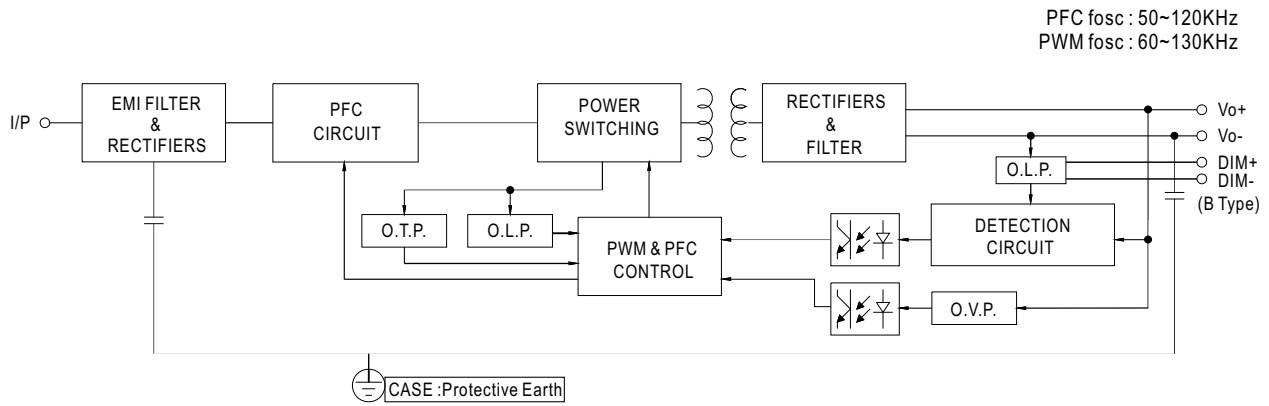 PFC fosc : 50~120KHz
PWM fosc : 60~130KHz
I/P
EMI FILTER
&
RECTIFIERS
PFC
CIRCUIT
POWER
SWITCHING
RECTIFIERS
&
FILTER
Vo+
Vo-
DIM+
DIM-
(B Type)
O.L.P.
O.T.P.
O.L.P.
PWM & PFC
CONTROL
DETECTION
CIRCUIT
O.V.P.
CASE :Protective Earth